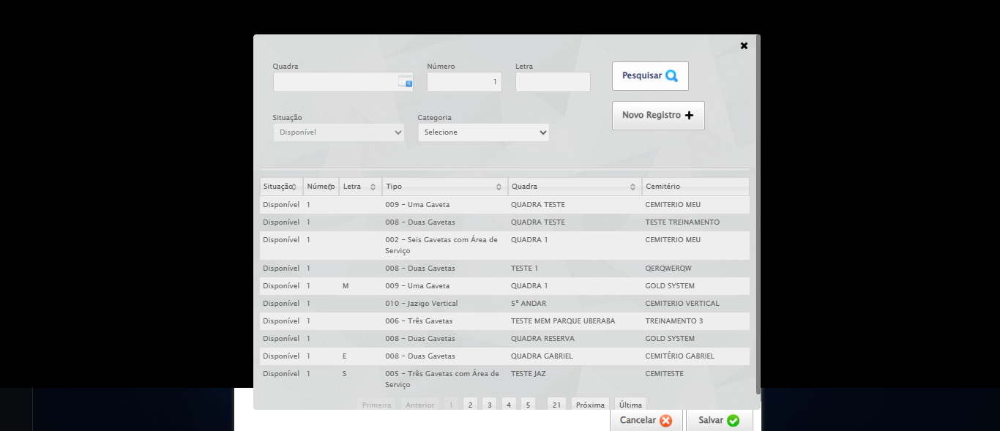 Quadra Número Letra
1
Pesquisar
Novo Registro
Situação Categoria
Disponível Selecione
Situação Número Letra Tipo Quadra Cemitério
Disponível 1 009 - Uma Gaveta QUADRA TESTE CEMITERIO MEU
Disponível 1 008 - Duas Gavetas QUADRA TESTE TESTE TREINAMENTO
Disponível 1 002 - Seis Gavetas com Área de QUADRA 1 CEMITERIO MEU
Serviço
Disponível 1 008 - Duas Gavetas TESTE 1 QERQWERQW
Disponível 1 M 009 - Uma Gaveta QUADRA 1 GOLD SYSTEM
Disponível 1 010 - Jazigo Vertical 5º ANDAR CEMITERIO VERTICAL
Disponível 1 006 - Três Gavetas TESTE MEM PARQUE UBERABA TREINAMENTO 3
Disponível 1 008 - Duas Gavetas QUADRA RESERVA GOLD SYSTEM
Disponível 1 E 008 - Duas Gavetas QUADRA GABRIEL CEMITÉRIO GABRIEL
Disponível 1 S 005 - Três Gavetas com Área de TESTE JAZ CEMITESTE
Serviço
Primeira Anterior 1 2 3 4 5 21 Próxima Última
Cancelar Salvar